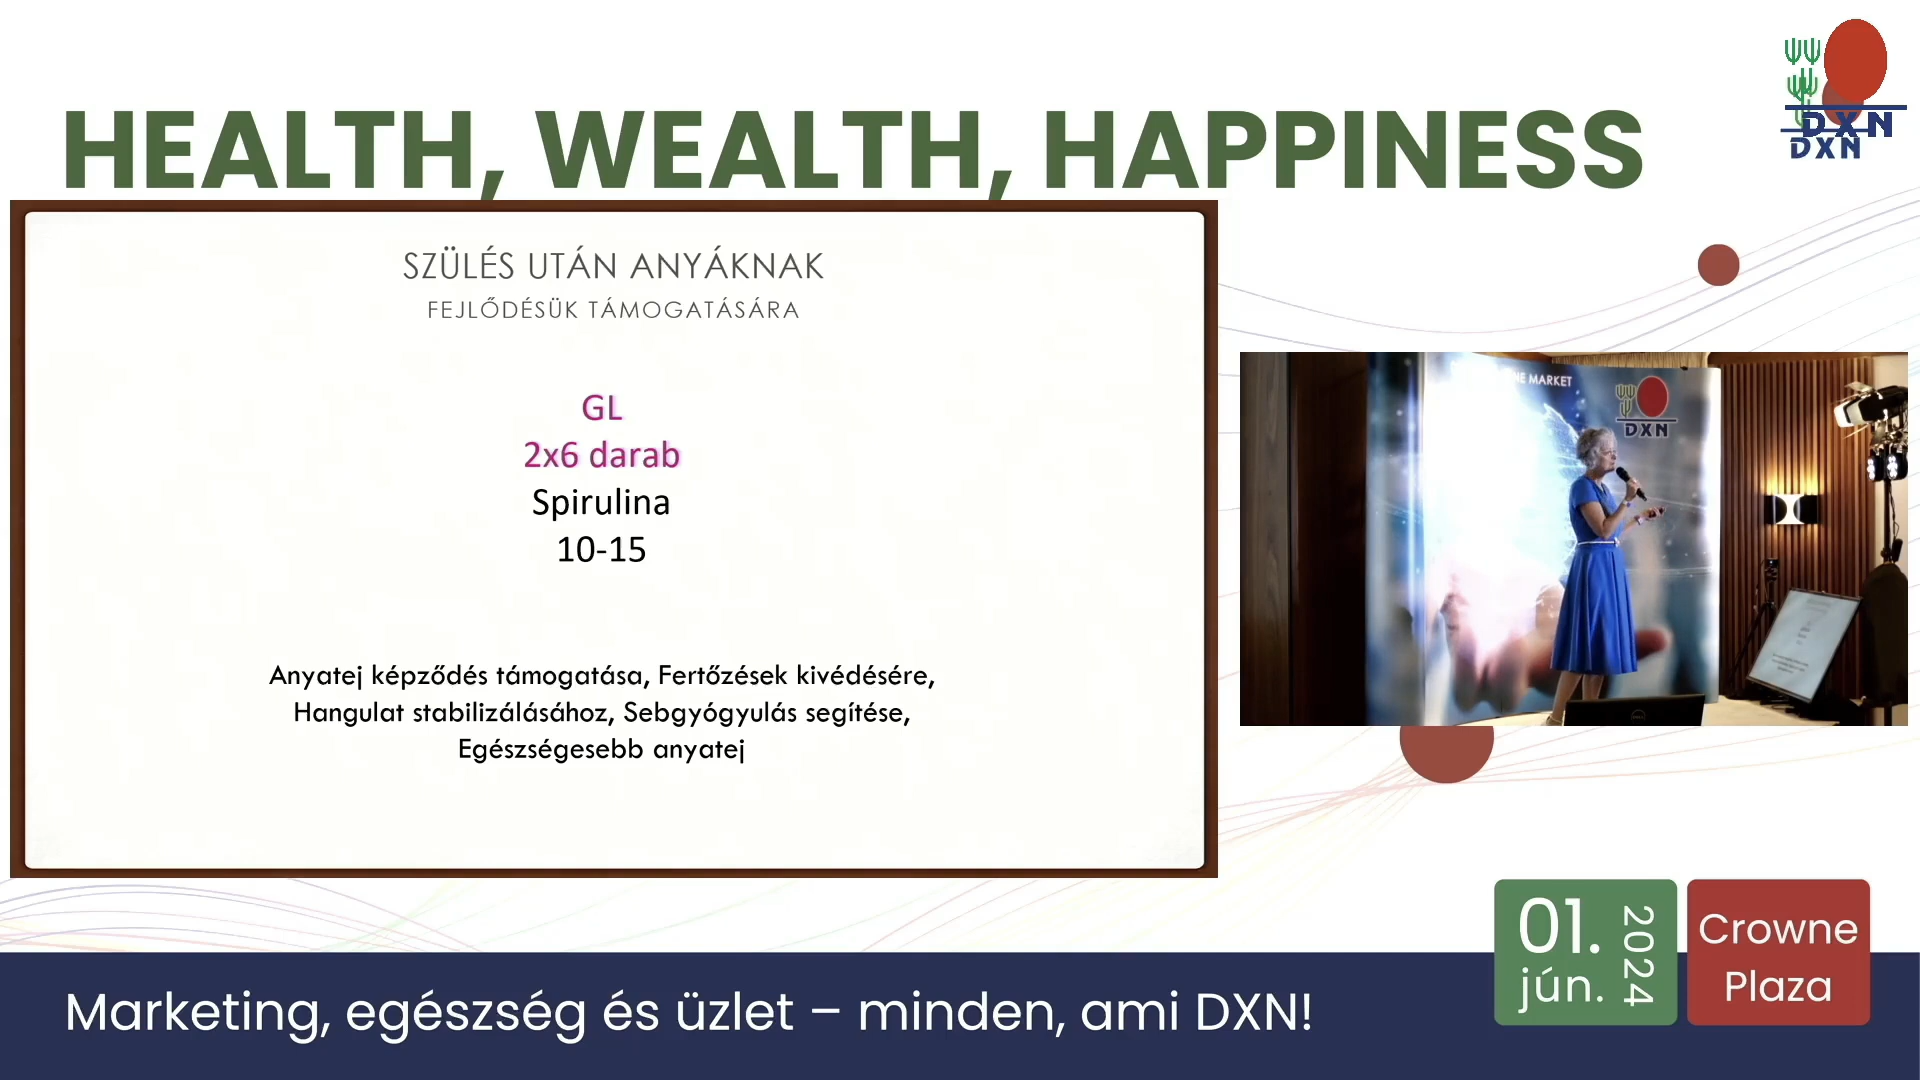 HEALTH, WEALTH, HAPPINESS
DXN
DXN
SZÜLÉS UTÁN ANYÁKNAK
FEJLŐDÉSÜK TÁMOGATÁSÁRA
GL
2x6 darab
Spirulina
10-15
Anyatej képződés támogatása, Fertőzések kivédésére,
Hangulat stabilizálásához, Sebgyógyulás segítése,
Egészségesebb anyatej
MARKET
DXN
01.
jún.
2024
Crowne
Plaza
Marketing, egészség és üzlet – minden, ami DXN!